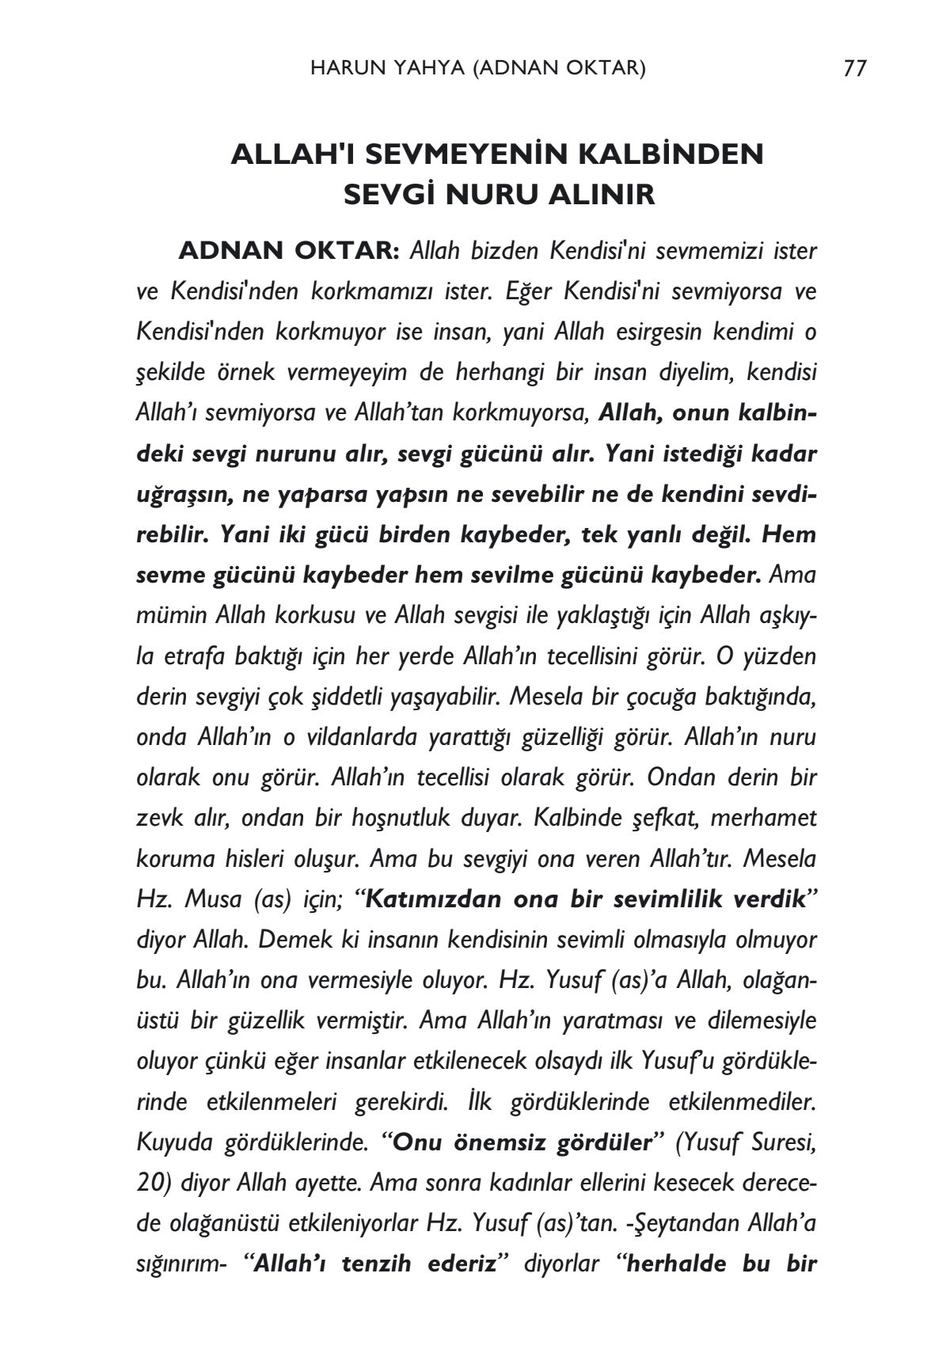 HARUN YAHYA (ADNAN OKTAR)
77
ALLAH'I SEVMEYENİN KALBİNDEN
SEVGİ NURU ALINIR
ADNAN OKTAR: Allah bizden Kendisi'ni sevmemizi ister
ve Kendisi'nden korkmamızı ister. Eğer Kendisi'ni sevmiyorsa ve
Kendisi'nden korkmuyor ise insan, yani Allah esirgesin kendimi o
şekilde örnek vermeyeyim de herhangi bir insan diyelim, kendisi
Allah’ı sevmiyorsa ve Allah’tan korkmuyorsa, Allah, onun kalbin-
deki sevgi nurunu alır, sevgi gücünü alır. Yani istediği kadar
uğraşsın, ne yaparsa yapsın ne sevebilir ne de kendini sevdi-
rebilir. Yani iki gücü birden kaybeder, tek yanlı değil. Hem
sevme gücünü kaybeder hem sevilme gücünü kaybeder. Ama
mümin Allah korkusu ve Allah sevgisi ile yaklaştığı için Allah aşkıy-
la etrafa baktığı için her yerde Allah’ın tecellisini görür. O yüzden
derin sevgiyi çok şiddetli yaşayabilir. Mesela bir çocuğa baktığında,
onda Allah’ın o vildanlarda yarattığı güzelliği görür. Allah’ın nuru
olarak onu görür. Allah’ın tecellisi olarak görür. Ondan derin bir
zevk alır, ondan bir hoşnutluk duyar. Kalbinde şefkat, merhamet
koruma hisleri oluşur. Ama bu sevgiyi ona veren Allah’tır. Mesela
Hz. Musa (as) için; “Katımızdan ona bir sevimlilik verdik”
diyor Allah. Demek ki insanın kendisinin sevimli olmasıyla olmuyor
bu. Allah’ın ona vermesiyle oluyor. Hz. Yusuf (as)’a Allah, olağan-
üstü bir güzellik vermiştir. Ama Allah’ın yaratması ve dilemesiyle
oluyor çünkü eğer insanlar etkilenecek olsaydı ilk Yusuf’u gördükle-
rinde etkilenmeleri gerekirdi. İlk gördüklerinde etkilenmediler.
Kuyuda gördüklerinde. “Onu önemsiz gördüler” (Yusuf Suresi,
20) diyor Allah ayette. Ama sonra kadınlar ellerini kesecek derece-
de olağanüstü etkileniyorlar Hz. Yusuf (as)’tan. -Şeytandan Allah’a
sığınırım- “Allah’ı tenzih ederiz” diyorlar “herhalde bu bir